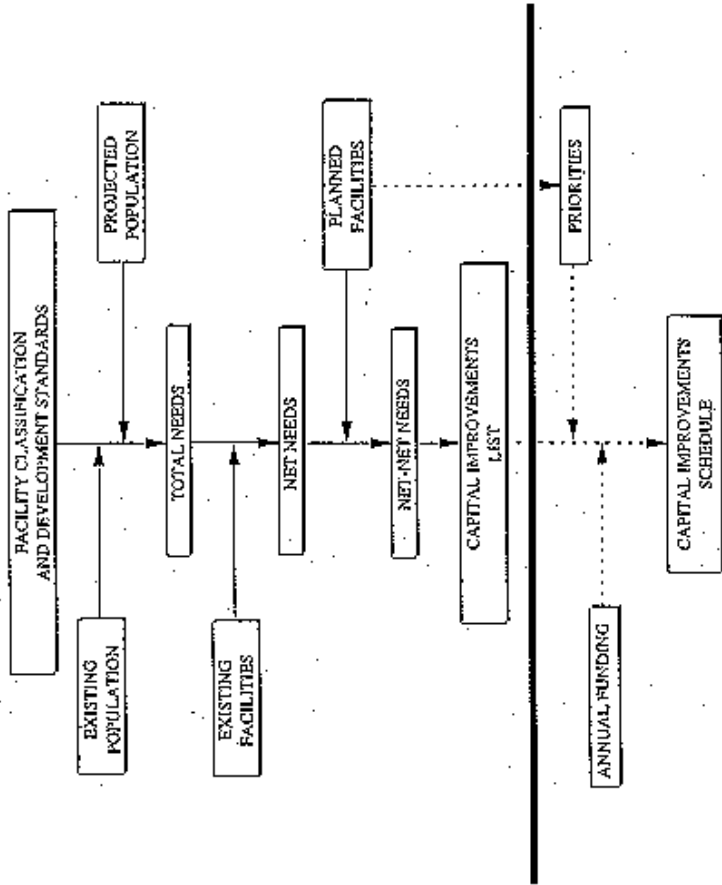 FACILITY CLASSIFICATION
AND DEVELOPMENT STANDARDS
EXISTING
POPULATION
PROJECTED
POPULATION
TOTAL NEEDS
EXISTING
FACILITIES
NET NEEDS
PLANNED
FACILITIES
NET-NET NEEDS
CAPITAL IMPROVEMENTS
LIST
PRIORITIES
ANNUAL FUNDING
CAPITAL IMPROVEMENTS
SCHEDULE